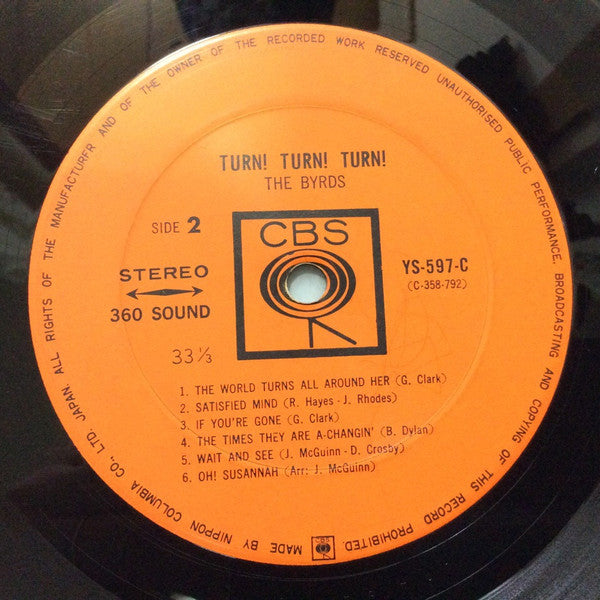 TURN! TURN! TURN!
THE BYRDS
SIDE 2
CBS
STEREO
360 SOUND
YS-597-C
(C-358-792)
33 1/3
1. THE WORLD TURNS ALL AROUND HER (G. Clark)
2. SATISFIED MIND (R. Hayes - J. Rhodes)
3. IF YOU'RE GONE (G. Clark)
4. THE TIMES THEY ARE A-CHANGIN' (B. Dylan)
5. WAIT AND SEE (J. McGuinn - D. Crosby)
6. OH! SUSANNAH (Arr: J. McGuinn)
MADE BY NIPPON COLUMBIA CO., LTD. JAPAN. ALL RIGHTS OF THE MANUFACTURER AND OF THE OWNER OF THE RECORDED WORK RESERVED UNAUTHORISED PUBLIC PERFORMANCE, BROADCASTING AND COPYING OF THIS RECORD PROHIBITED.